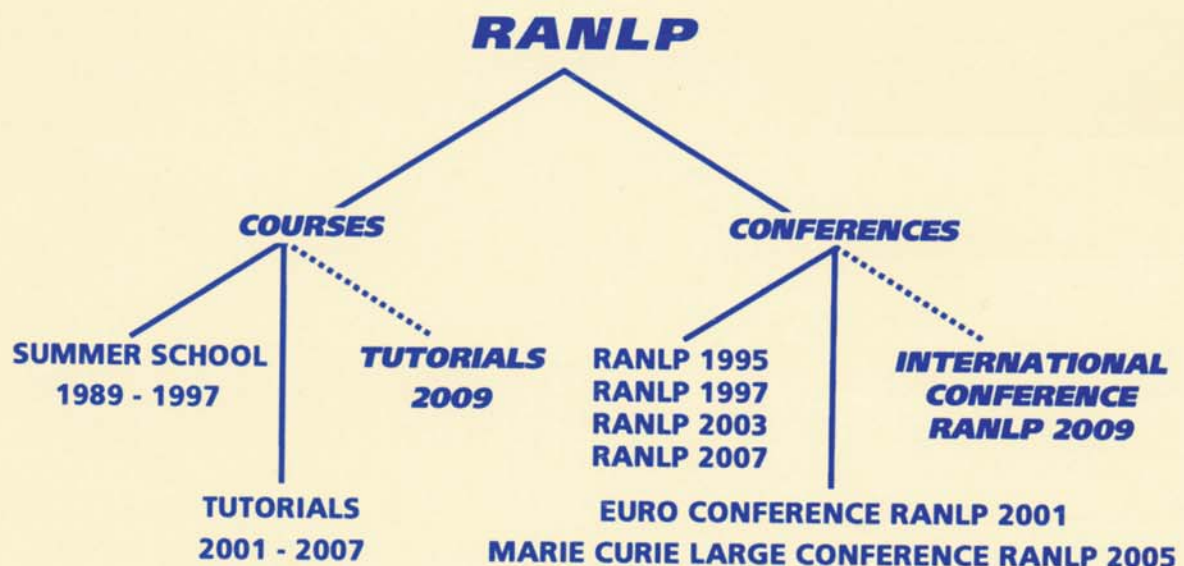 RANLP
COURSES
CONFERENCES
SUMMER SCHOOL
1989 - 1997
TUTORIALS
2009
RANLP 1995
RANLP 1997
RANLP 2003
RANLP 2007
INTERNATIONAL
CONFERENCE
RANLP 2009
TUTORIALS
2001 - 2007
EURO CONFERENCE RANLP 2001
MARIE CURIE LARGE CONFERENCE RANLP 2005